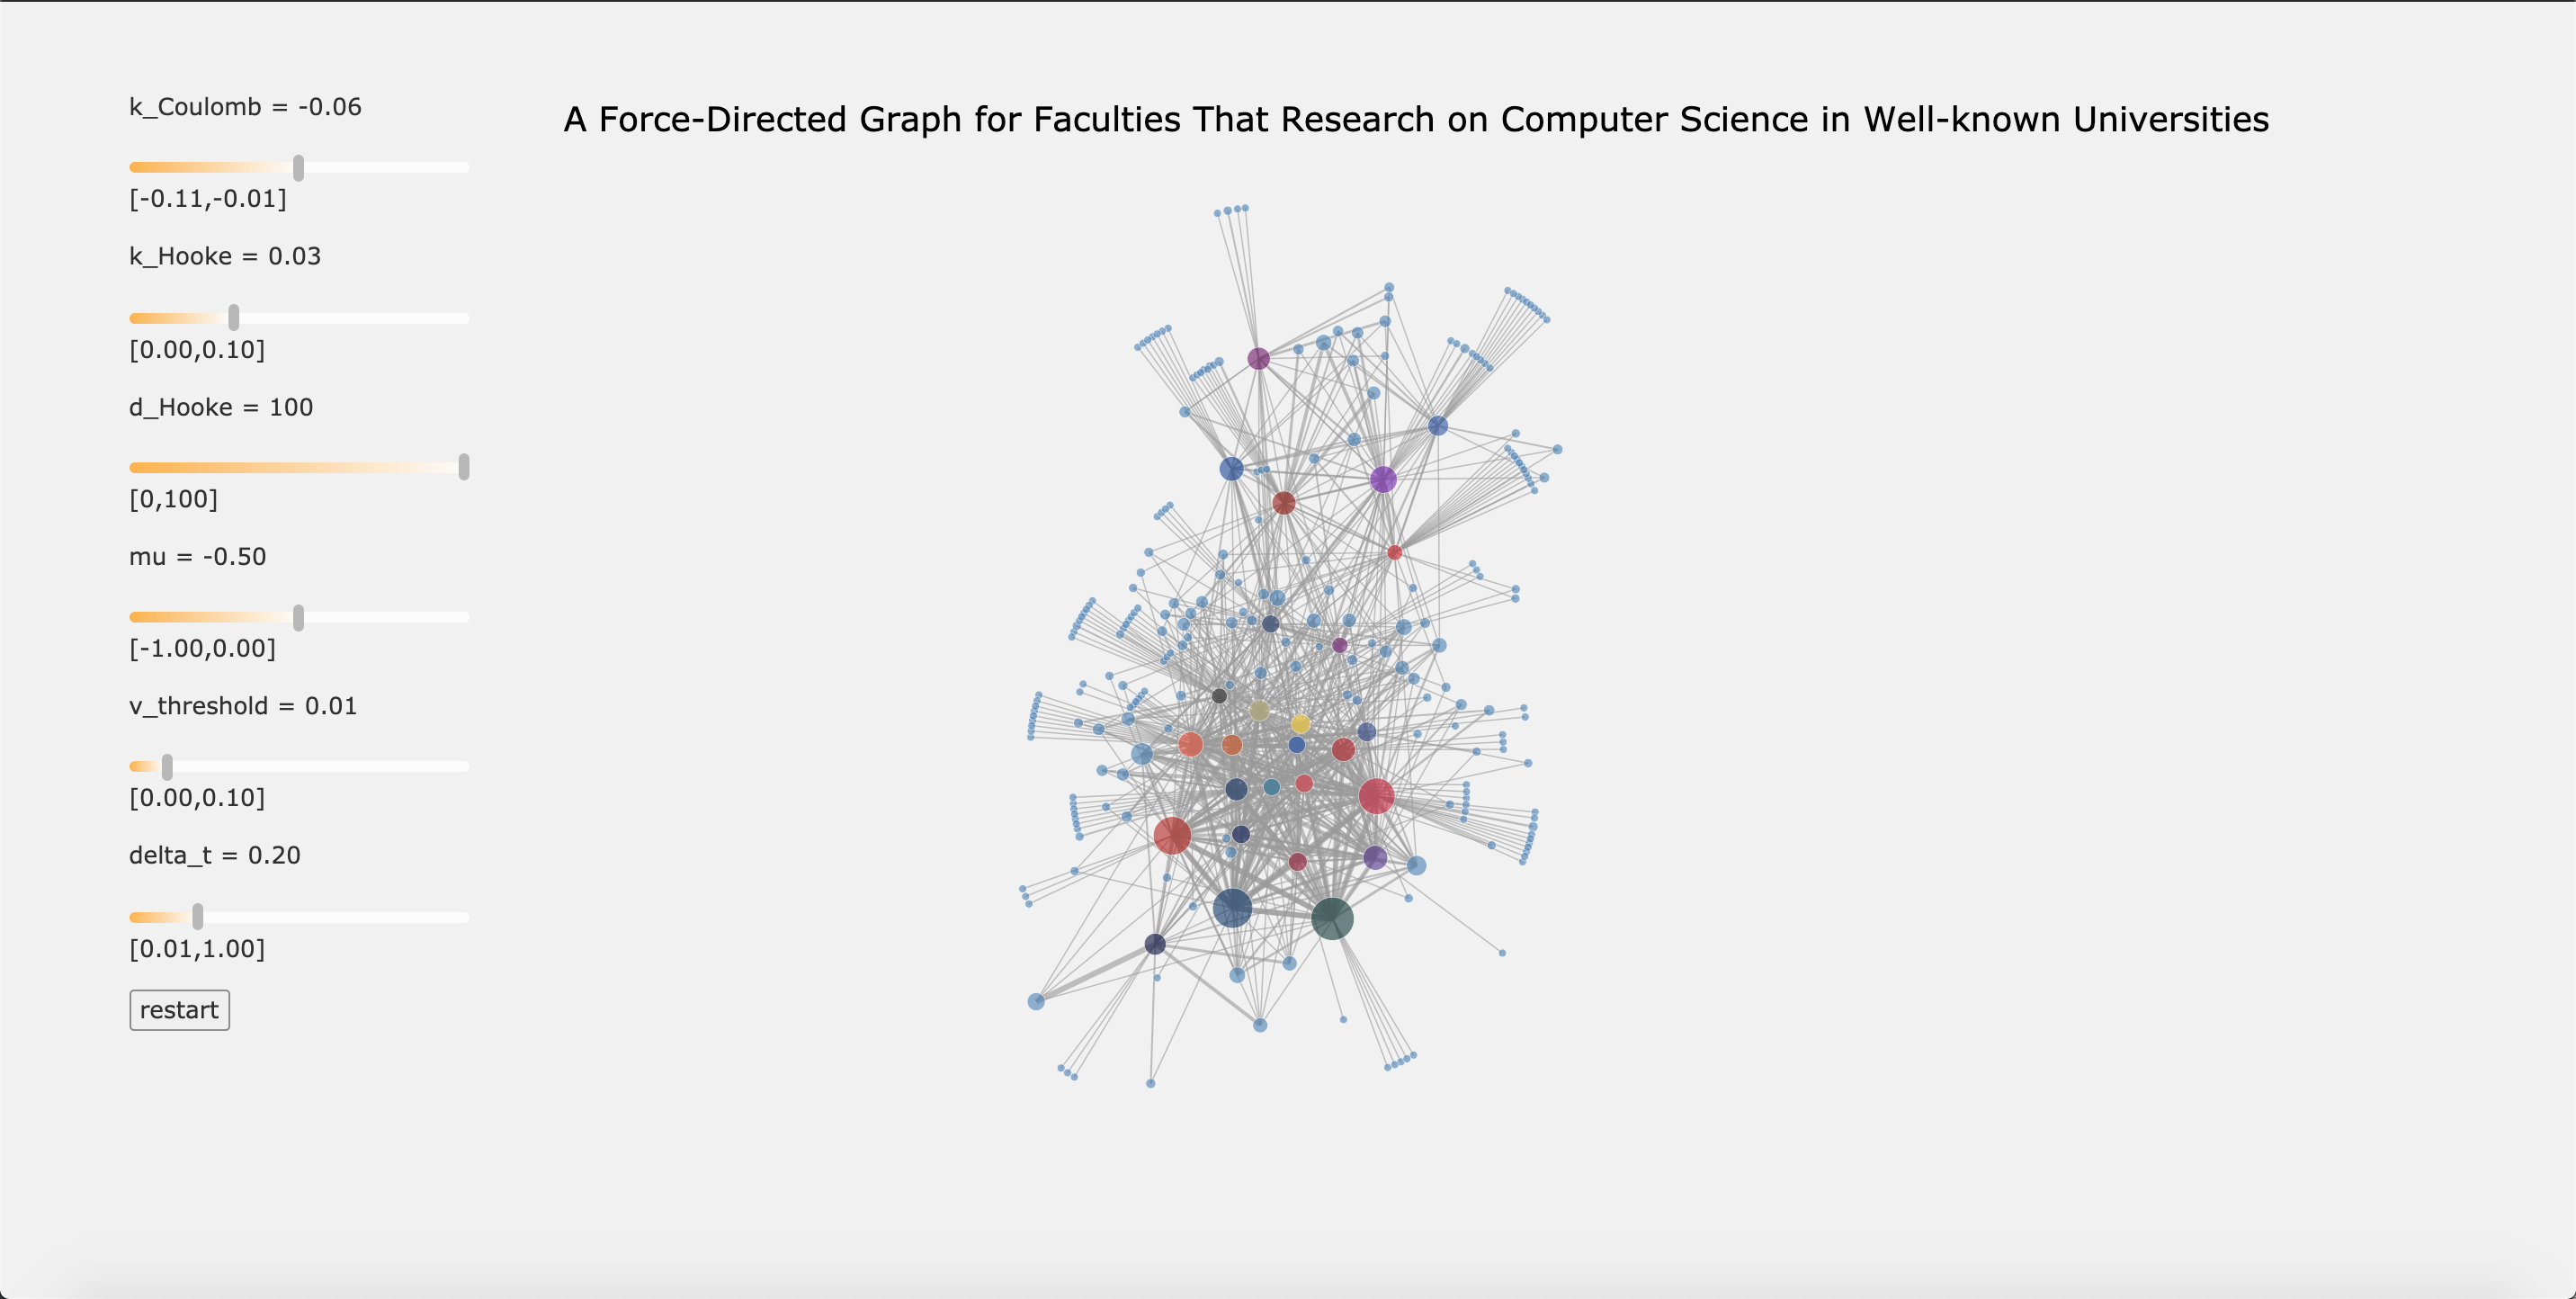 A Force-Directed Graph for Faculties That Research on Computer Science in Well-known Universities
k_Coulomb = -0.06
[-0.11,-0.01]
k_Hooke = 0.03
[0.00,0.10]
d_Hooke = 100
[0,100]
mu = -0.50
[-1.00,0.00]
v_threshold = 0.01
[0.00,0.10]
delta_t = 0.20
[0.01,1.00]
restart